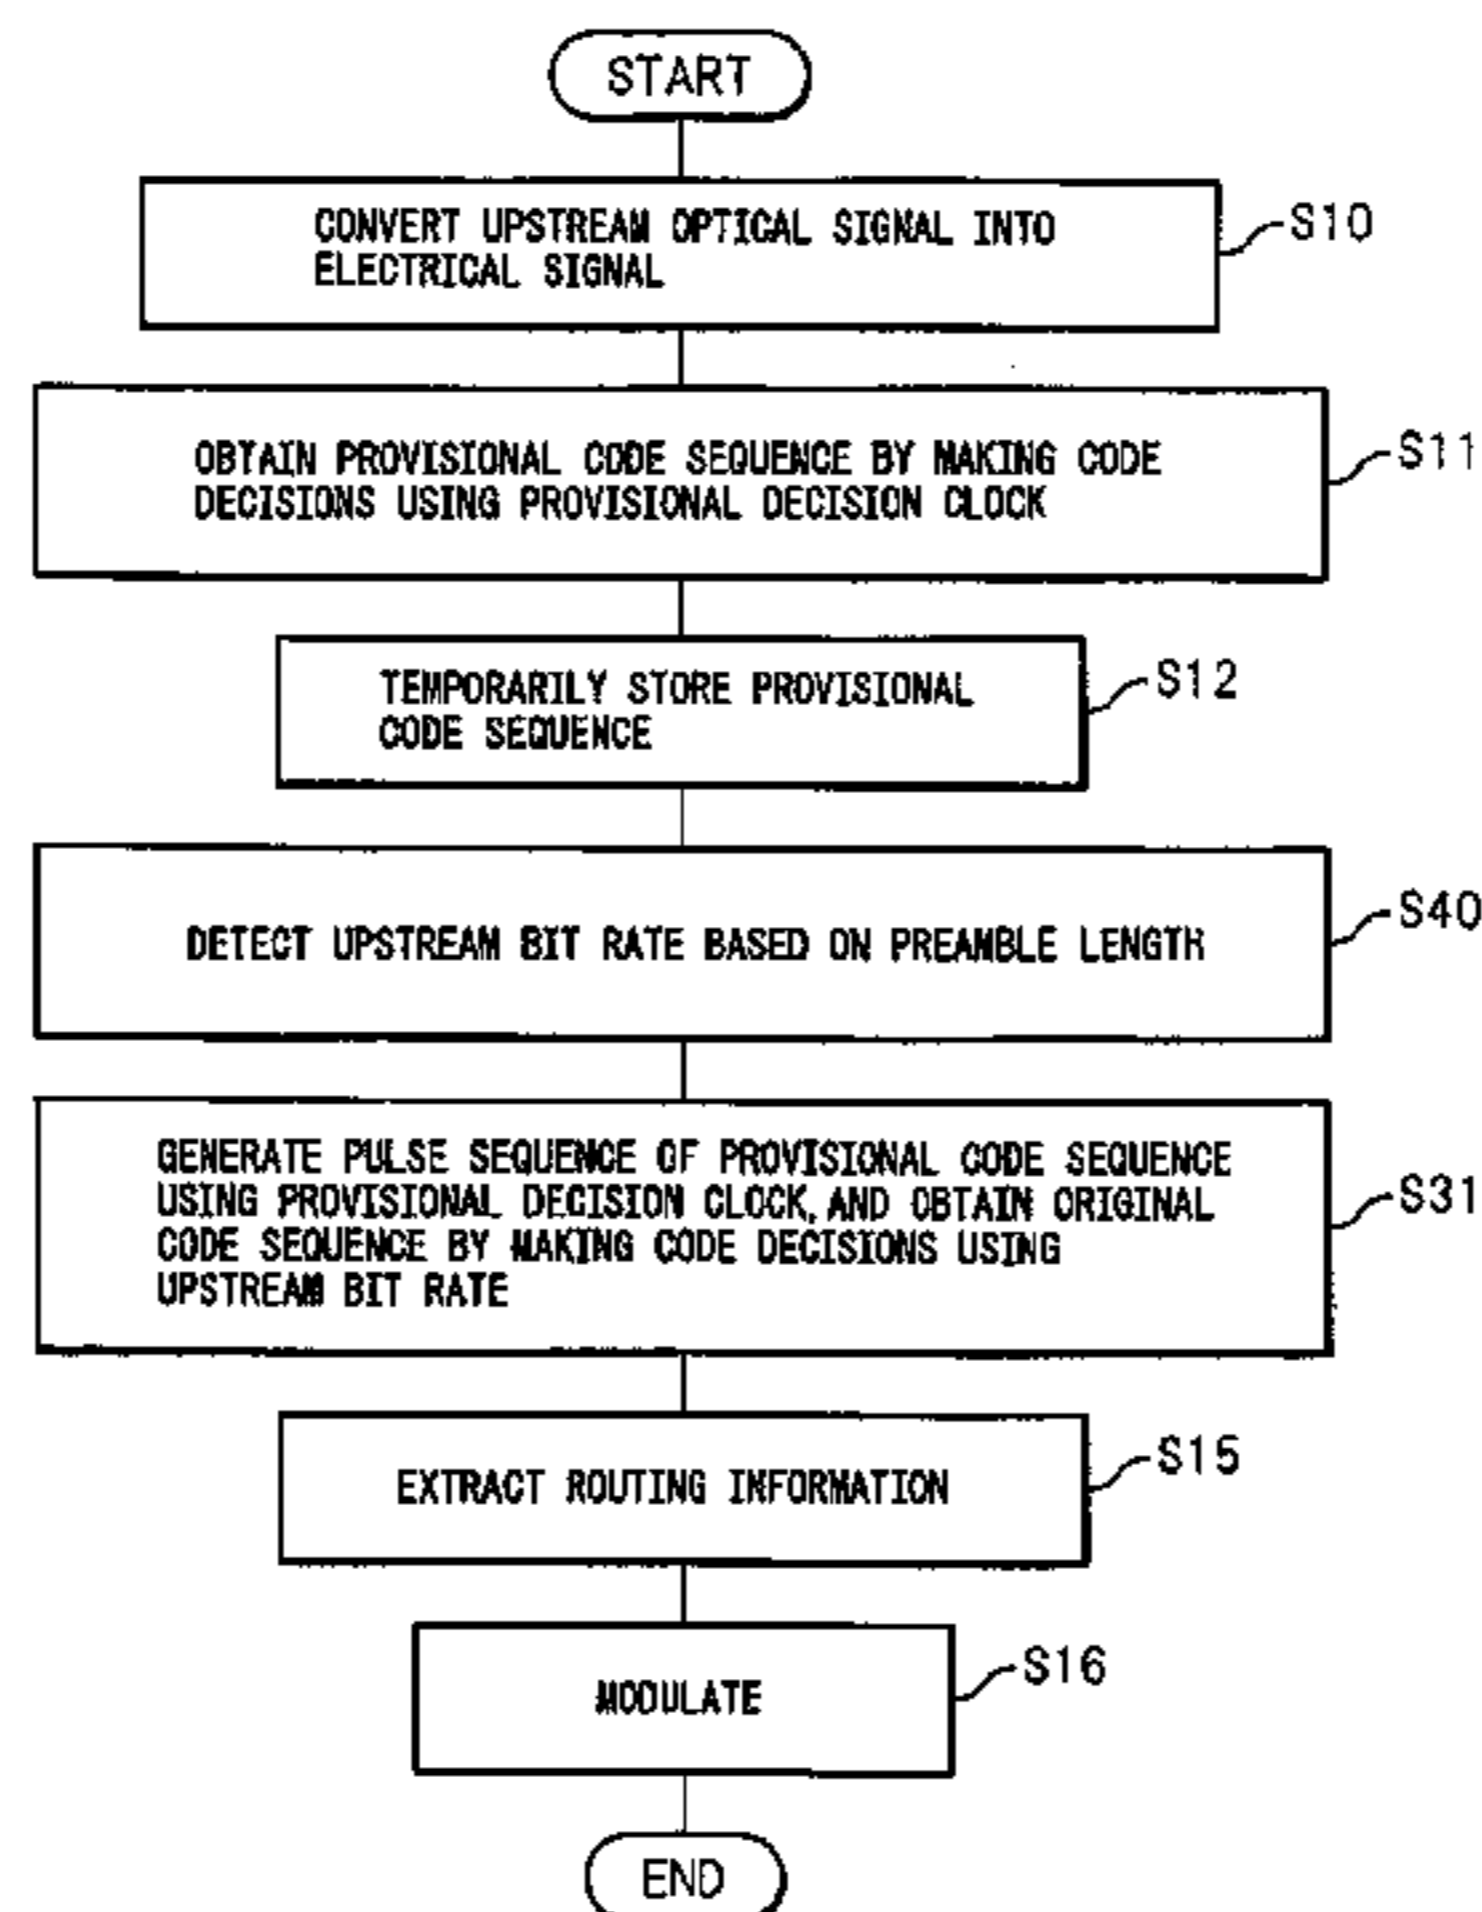 START
CONVERT UPSTREAM OPTICAL SIGNAL INTO
ELECTRICAL SIGNAL
S10
OBTAIN PROVISIONAL CODE SEQUENCE BY MAKING CODE
DECISIONS USING PROVISIONAL DECISION CLOCK
S11
TEMPORARILY STORE PROVISIONAL
CODE SEQUENCE
S12
DETECT UPSTREAM BIT RATE BASED ON PREAMBLE LENGTH
S40
GENERATE PULSE SEQUENCE OF PROVISIONAL CODE SEQUENCE
USING PROVISIONAL DECISION CLOCK, AND OBTAIN ORIGINAL
CODE SEQUENCE BY MAKING CODE DECISIONS USING
UPSTREAM BIT RATE
S31
EXTRACT ROUTING INFORMATION
S15
MODULATE
S16
END